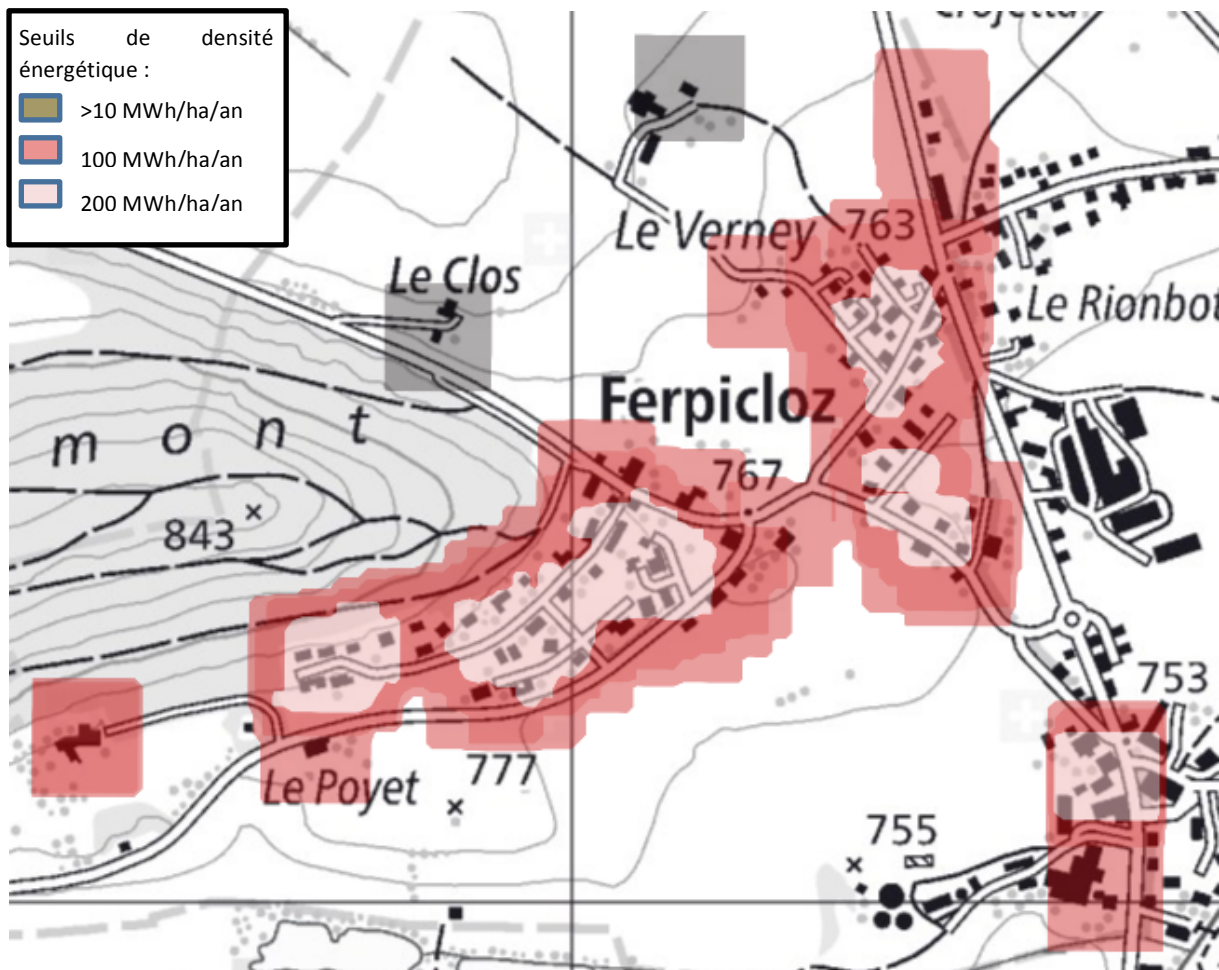 Seuils de densité
énergétique :
>10 MWh/ha/an
100 MWh/ha/an
200 MWh/ha/an
Le Verney
763
Le Clos
Le Rionbot
Ferpicloz
mont
767
843
753
777
Le Poyet
755